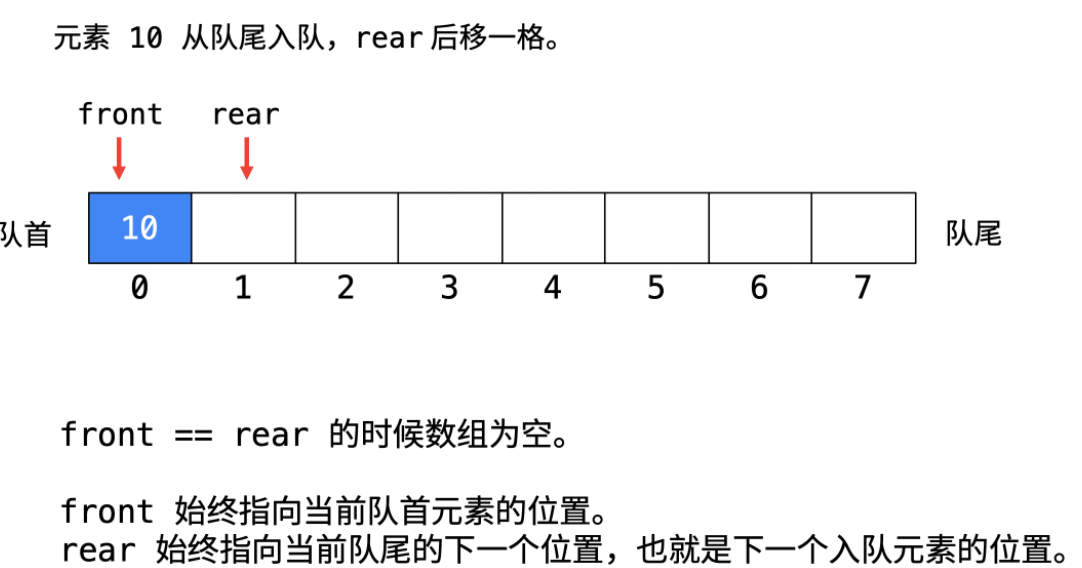 元素 10 从队尾入队，rear 后移一格。
front rear
队首 10 队尾
0 1 2 3 4 5 6 7
front == rear 的时候数组为空。
front 始终指向当前队首元素的位置。
rear 始终指向当前队尾的下一个位置，也就是下一个入队元素的位置。